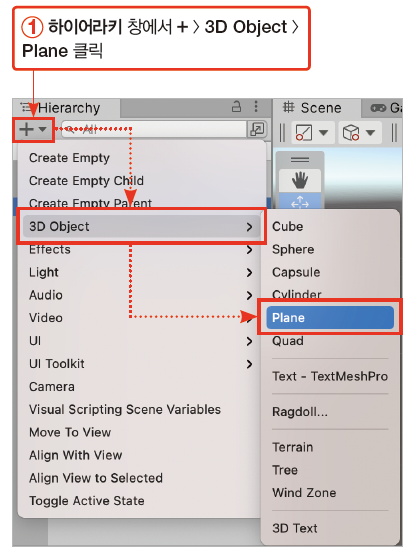 ① 하이어라키 창에서 + > 3D Object >
Plane 클릭
Hierarchy
Scene
Ga
All
Create Empty
Create Empty Child
Create Empty Parent
3D Object
Effects
Light
Audio
Video
UI
UI Toolkit
Camera
Visual Scripting Scene Variables
Move To View
Align With View
Align View to Selected
Toggle Active State
Cube
Sphere
Capsule
Cylinder
Plane
Quad
Text - TextMeshPro
Ragdoll...
Terrain
Tree
Wind Zone
3D Text